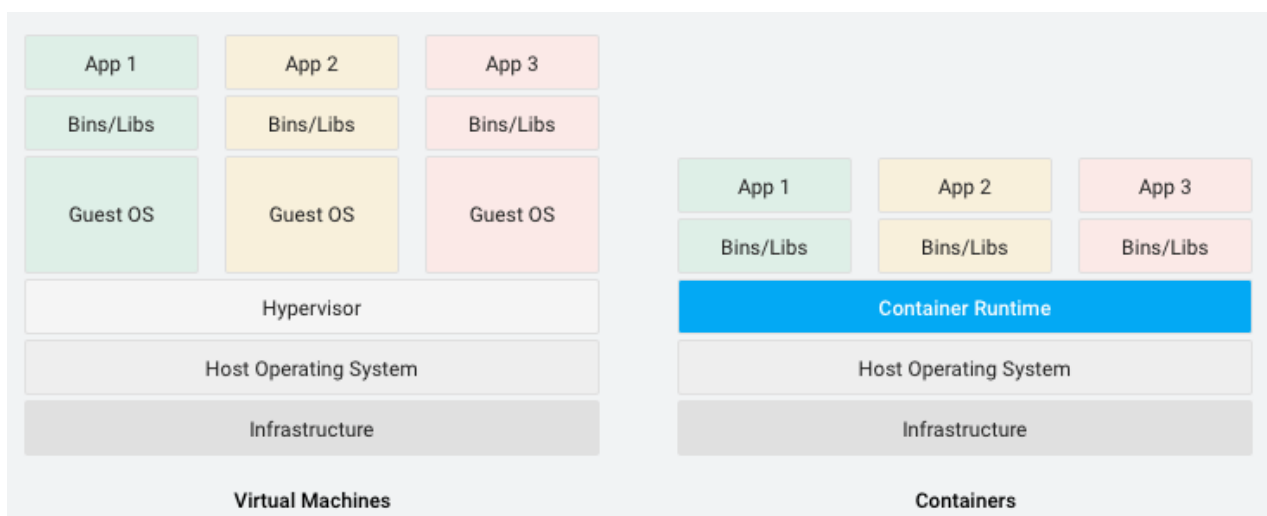 App 1
App 2
App 3
Bins/Libs
Bins/Libs
Bins/Libs
Guest OS
Guest OS
Guest OS
Hypervisor
Host Operating System
Infrastructure
Virtual Machines
App 1
App 2
App 3
Bins/Libs
Bins/Libs
Bins/Libs
Container Runtime
Host Operating System
Infrastructure
Containers